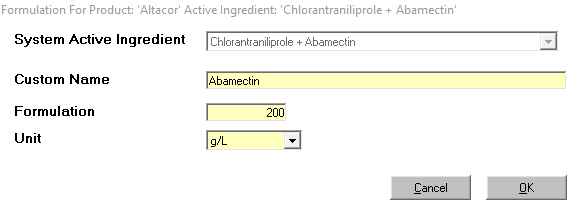 Formulation For Product: 'Altacor' Active Ingredient: 'Chlorantraniliprole + Abamectin'
System Active Ingredient Chlorantraniliprole + Abamectin
Custom Name Abamectin
Formulation 200
Unit g/L
Cancel OK